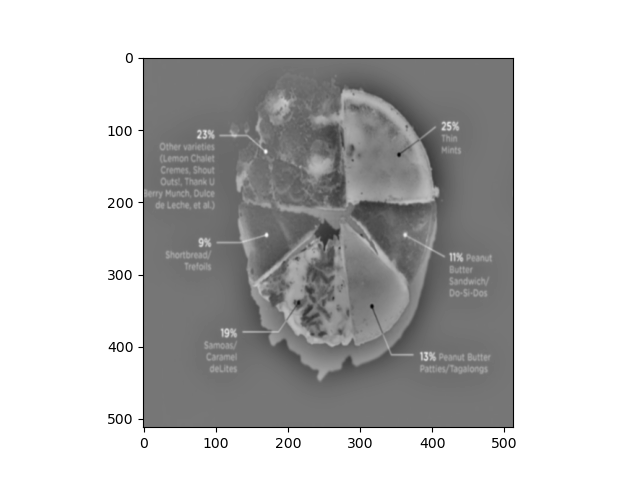 0
100
200
300
400
500
0
100
200
300
400
500
23%
Other varieties
(Lemon Chalet
Cremes, Shout
Outs!, Thank U
Berry Munch, Dulce
de Leche, et al.)
25%
Thin
Mints
9%
Shortbread/
Trefoils
11% Peanut
Butter
Sandwich/
Do-Si-Dos
19%
Samoas/
Caramel
deLites
13% Peanut Butter
Patties/Tagalongs